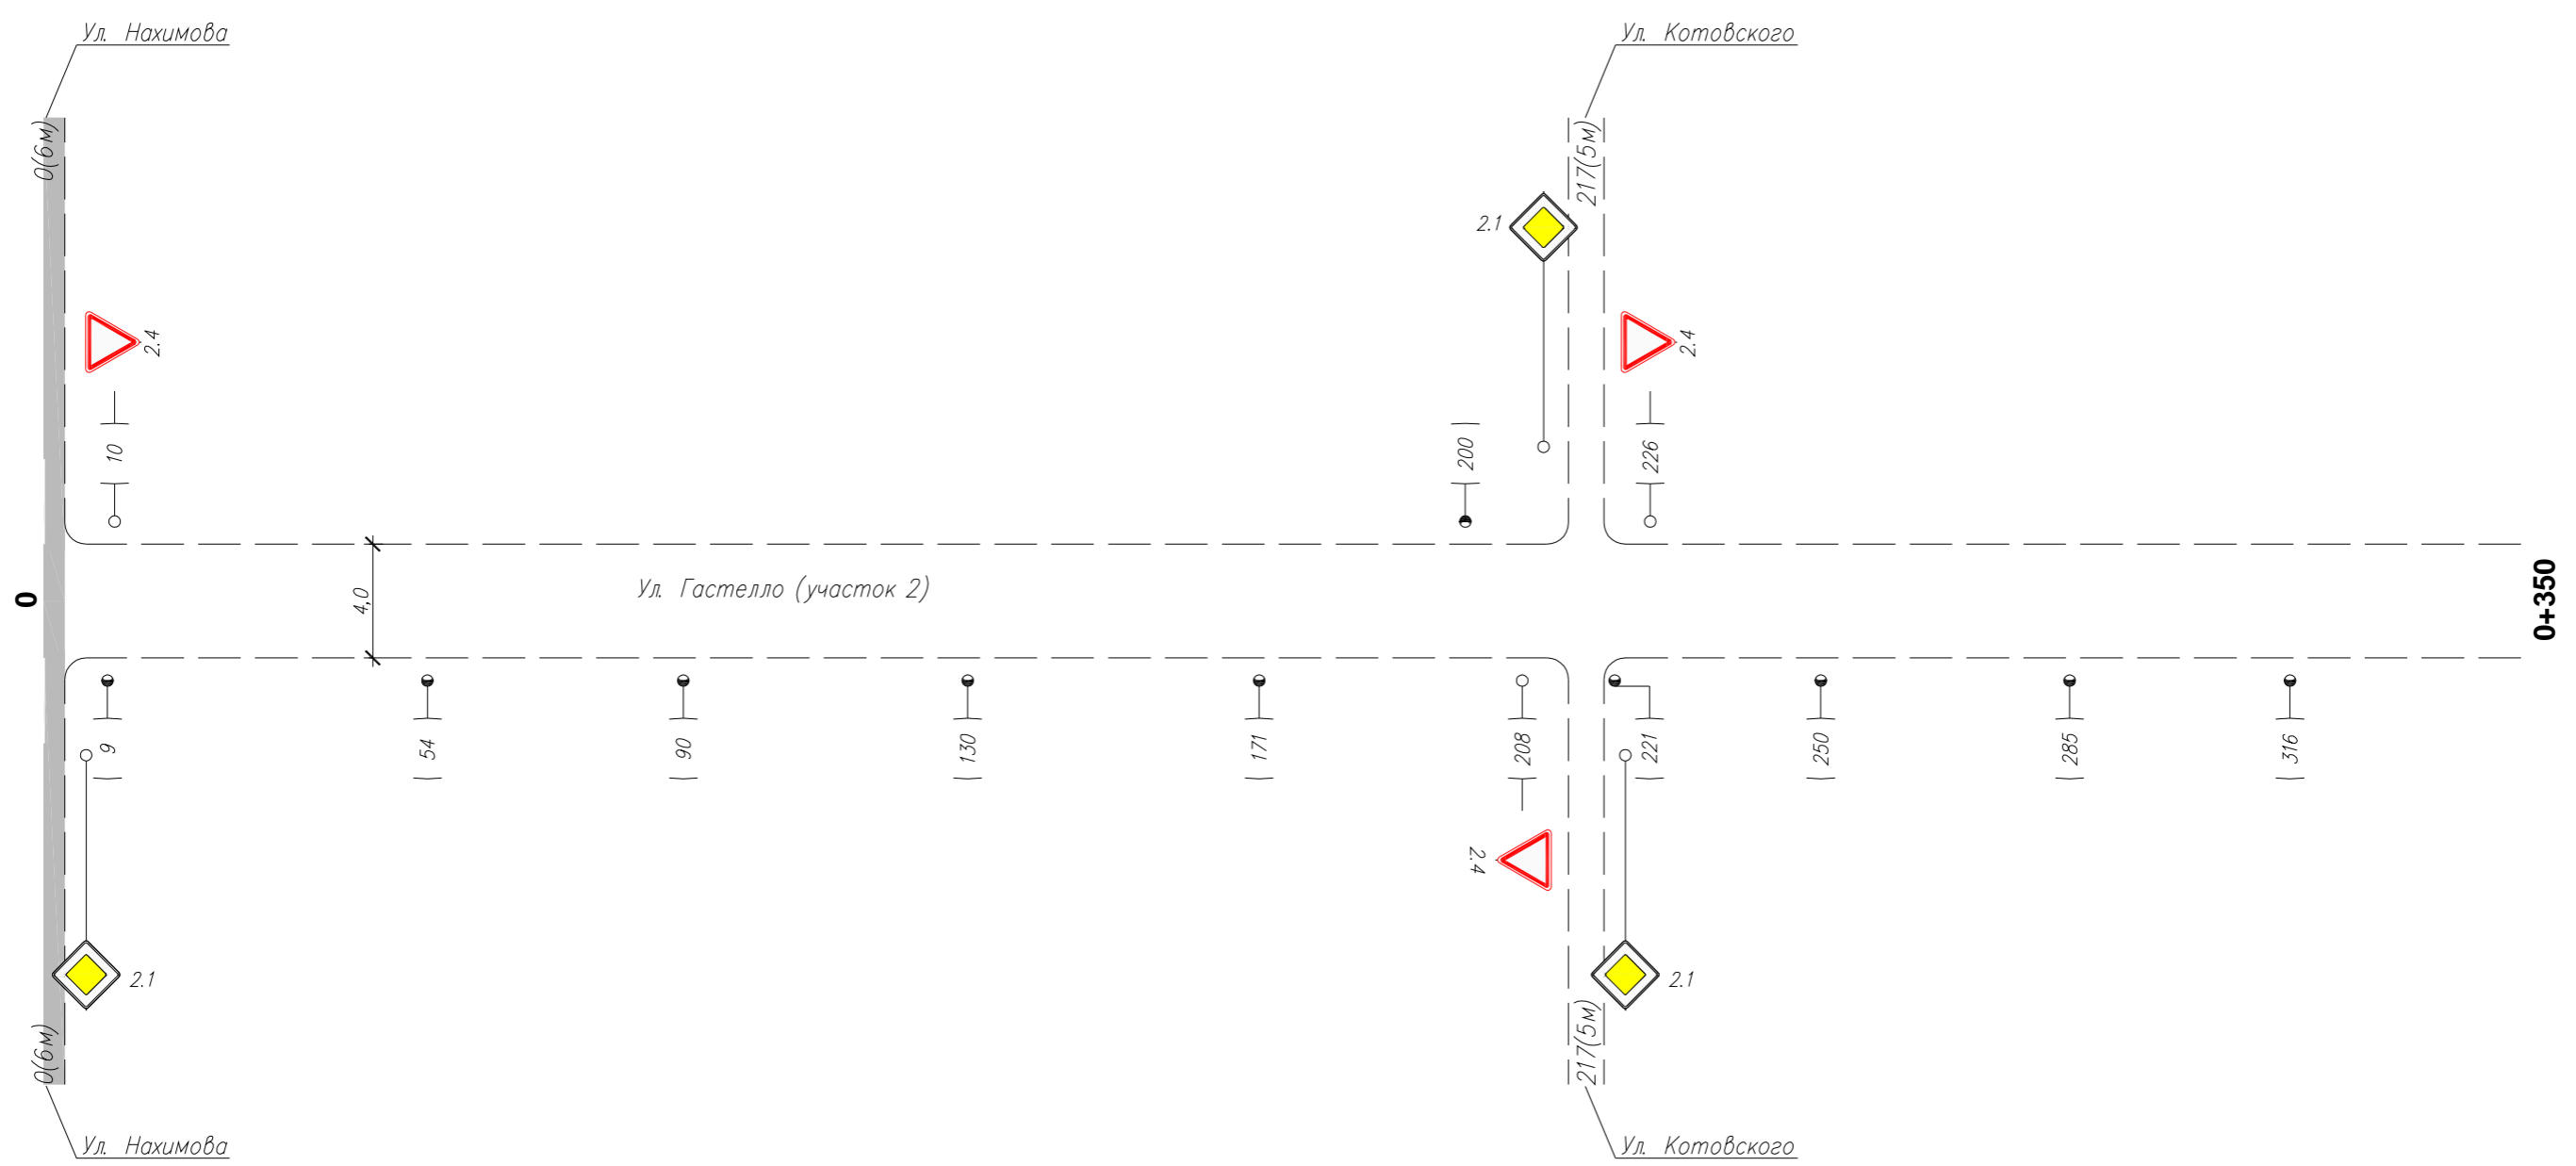 Ул. Нахимова
Ул. Котовского
0(6м)
217(5м)
2.1
2.4
2.4
10
200
226
0
4,0
Ул. Гастелло (участок 2)
0+350
9
54
90
130
171
208
221
250
285
316
2.4
2.1
2.1
0(6м)
217(5м)
Ул. Нахимова
Ул. Котовского